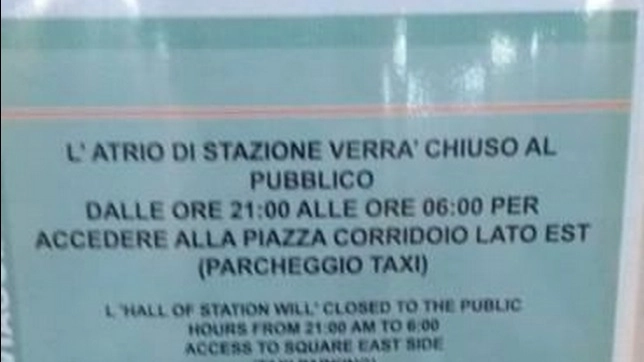 L' ATRIO DI STAZIONE VERRA' CHIUSO AL
PUBBLICO
DALLE ORE 21:00 ALLE ORE 06:00 PER
ACCEDERE ALLA PIAZZA CORRIDOIO LATO EST
(PARCHEGGIO TAXI)
L 'HALL OF STATION WILL' CLOSED TO THE PUBLIC
HOURS FROM 21:00 AM TO 6:00
ACCESS TO SQUARE EAST SIDE